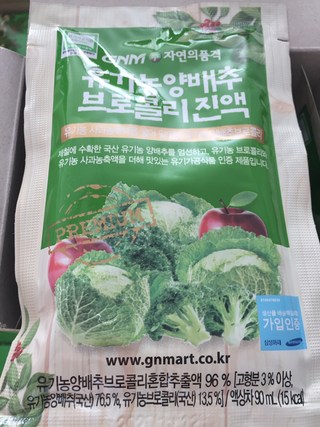 GNM 자연의품격
유기농양배추
브로콜리진액
제철에 수확한 국산 유기농 양배추를 엄선하고, 유기농 브로콜리와
유기농 사과농축액을 더해 맛있는 유기가공식품 인증 제품입니다.
PREMIUM
가입인증
삼성화재
www.gnmart.co.kr
유기농양배추브로콜리혼합추출액 96 % [고형분 3 % 이상,
유기농양배추(국산) 76,5 %, 유기농브로콜리(국산) 13,5 %] / 액상차 90 mL (15 kcal)